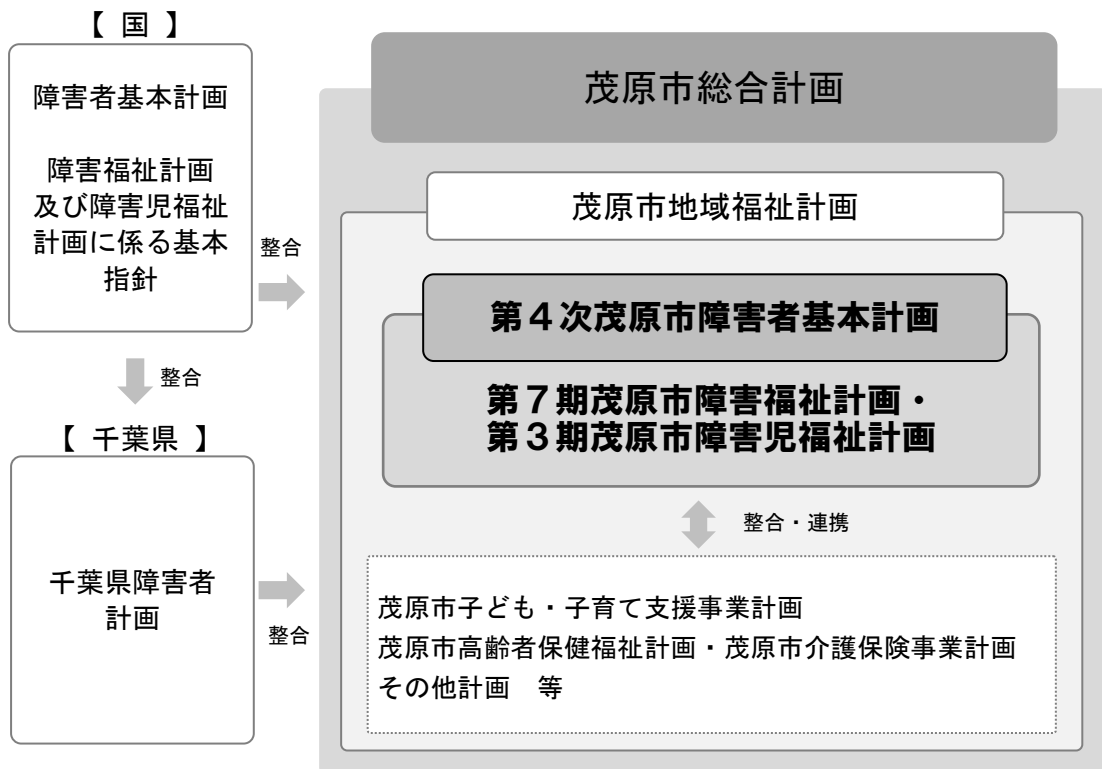 【 国 】
障害者基本計画
障害福祉計画
及び障害児福祉
計画に係る基本
指針
整合
整合
【 千葉県 】
千葉県障害者
計画
整合
茂原市総合計画
茂原市地域福祉計画
第４次茂原市障害者基本計画
第７期茂原市障害福祉計画・
第３期茂原市障害児福祉計画
整合・連携
茂原市子ども・子育て支援事業計画
茂原市高齢者保健福祉計画・茂原市介護保険事業計画
その他計画　等